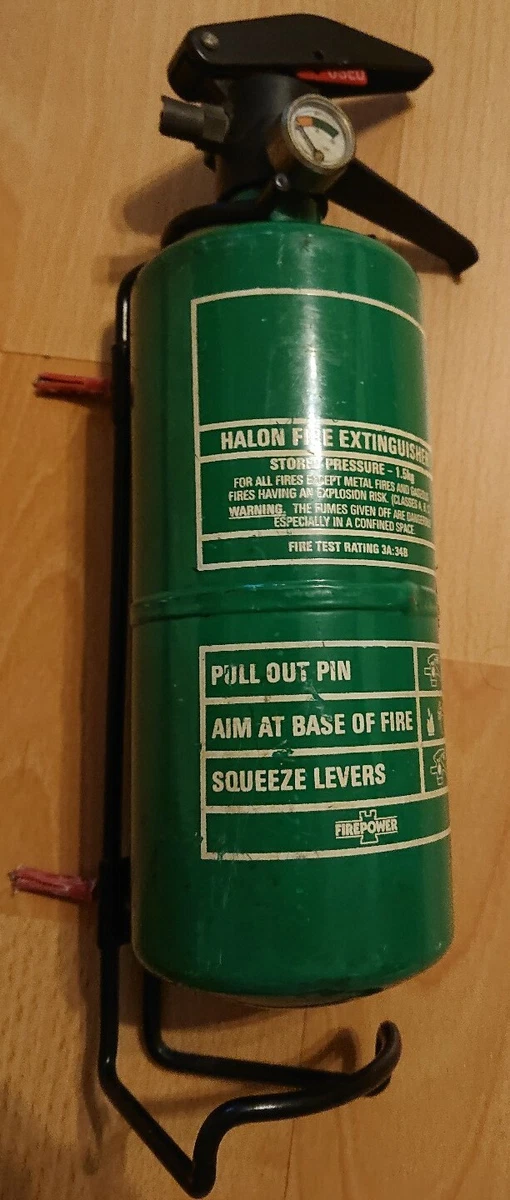 USED
HALON FIRE EXTINGUISHER
STORED PRESSURE - 1.5kg
FOR ALL FIRES EXCEPT METAL FIRES AND GASEOUS
FIRES HAVING AN EXPLOSION RISK. (CLASSES A, B,
WARNING. THE FUMES GIVEN OFF ARE DANGEROUS
ESPECIALLY IN A CONFINED SPACE.
FIRE TEST RATING 3A:34B
PULL OUT PIN
AIM AT BASE OF FIRE
SQUEEZE LEVERS
FIREPOWER